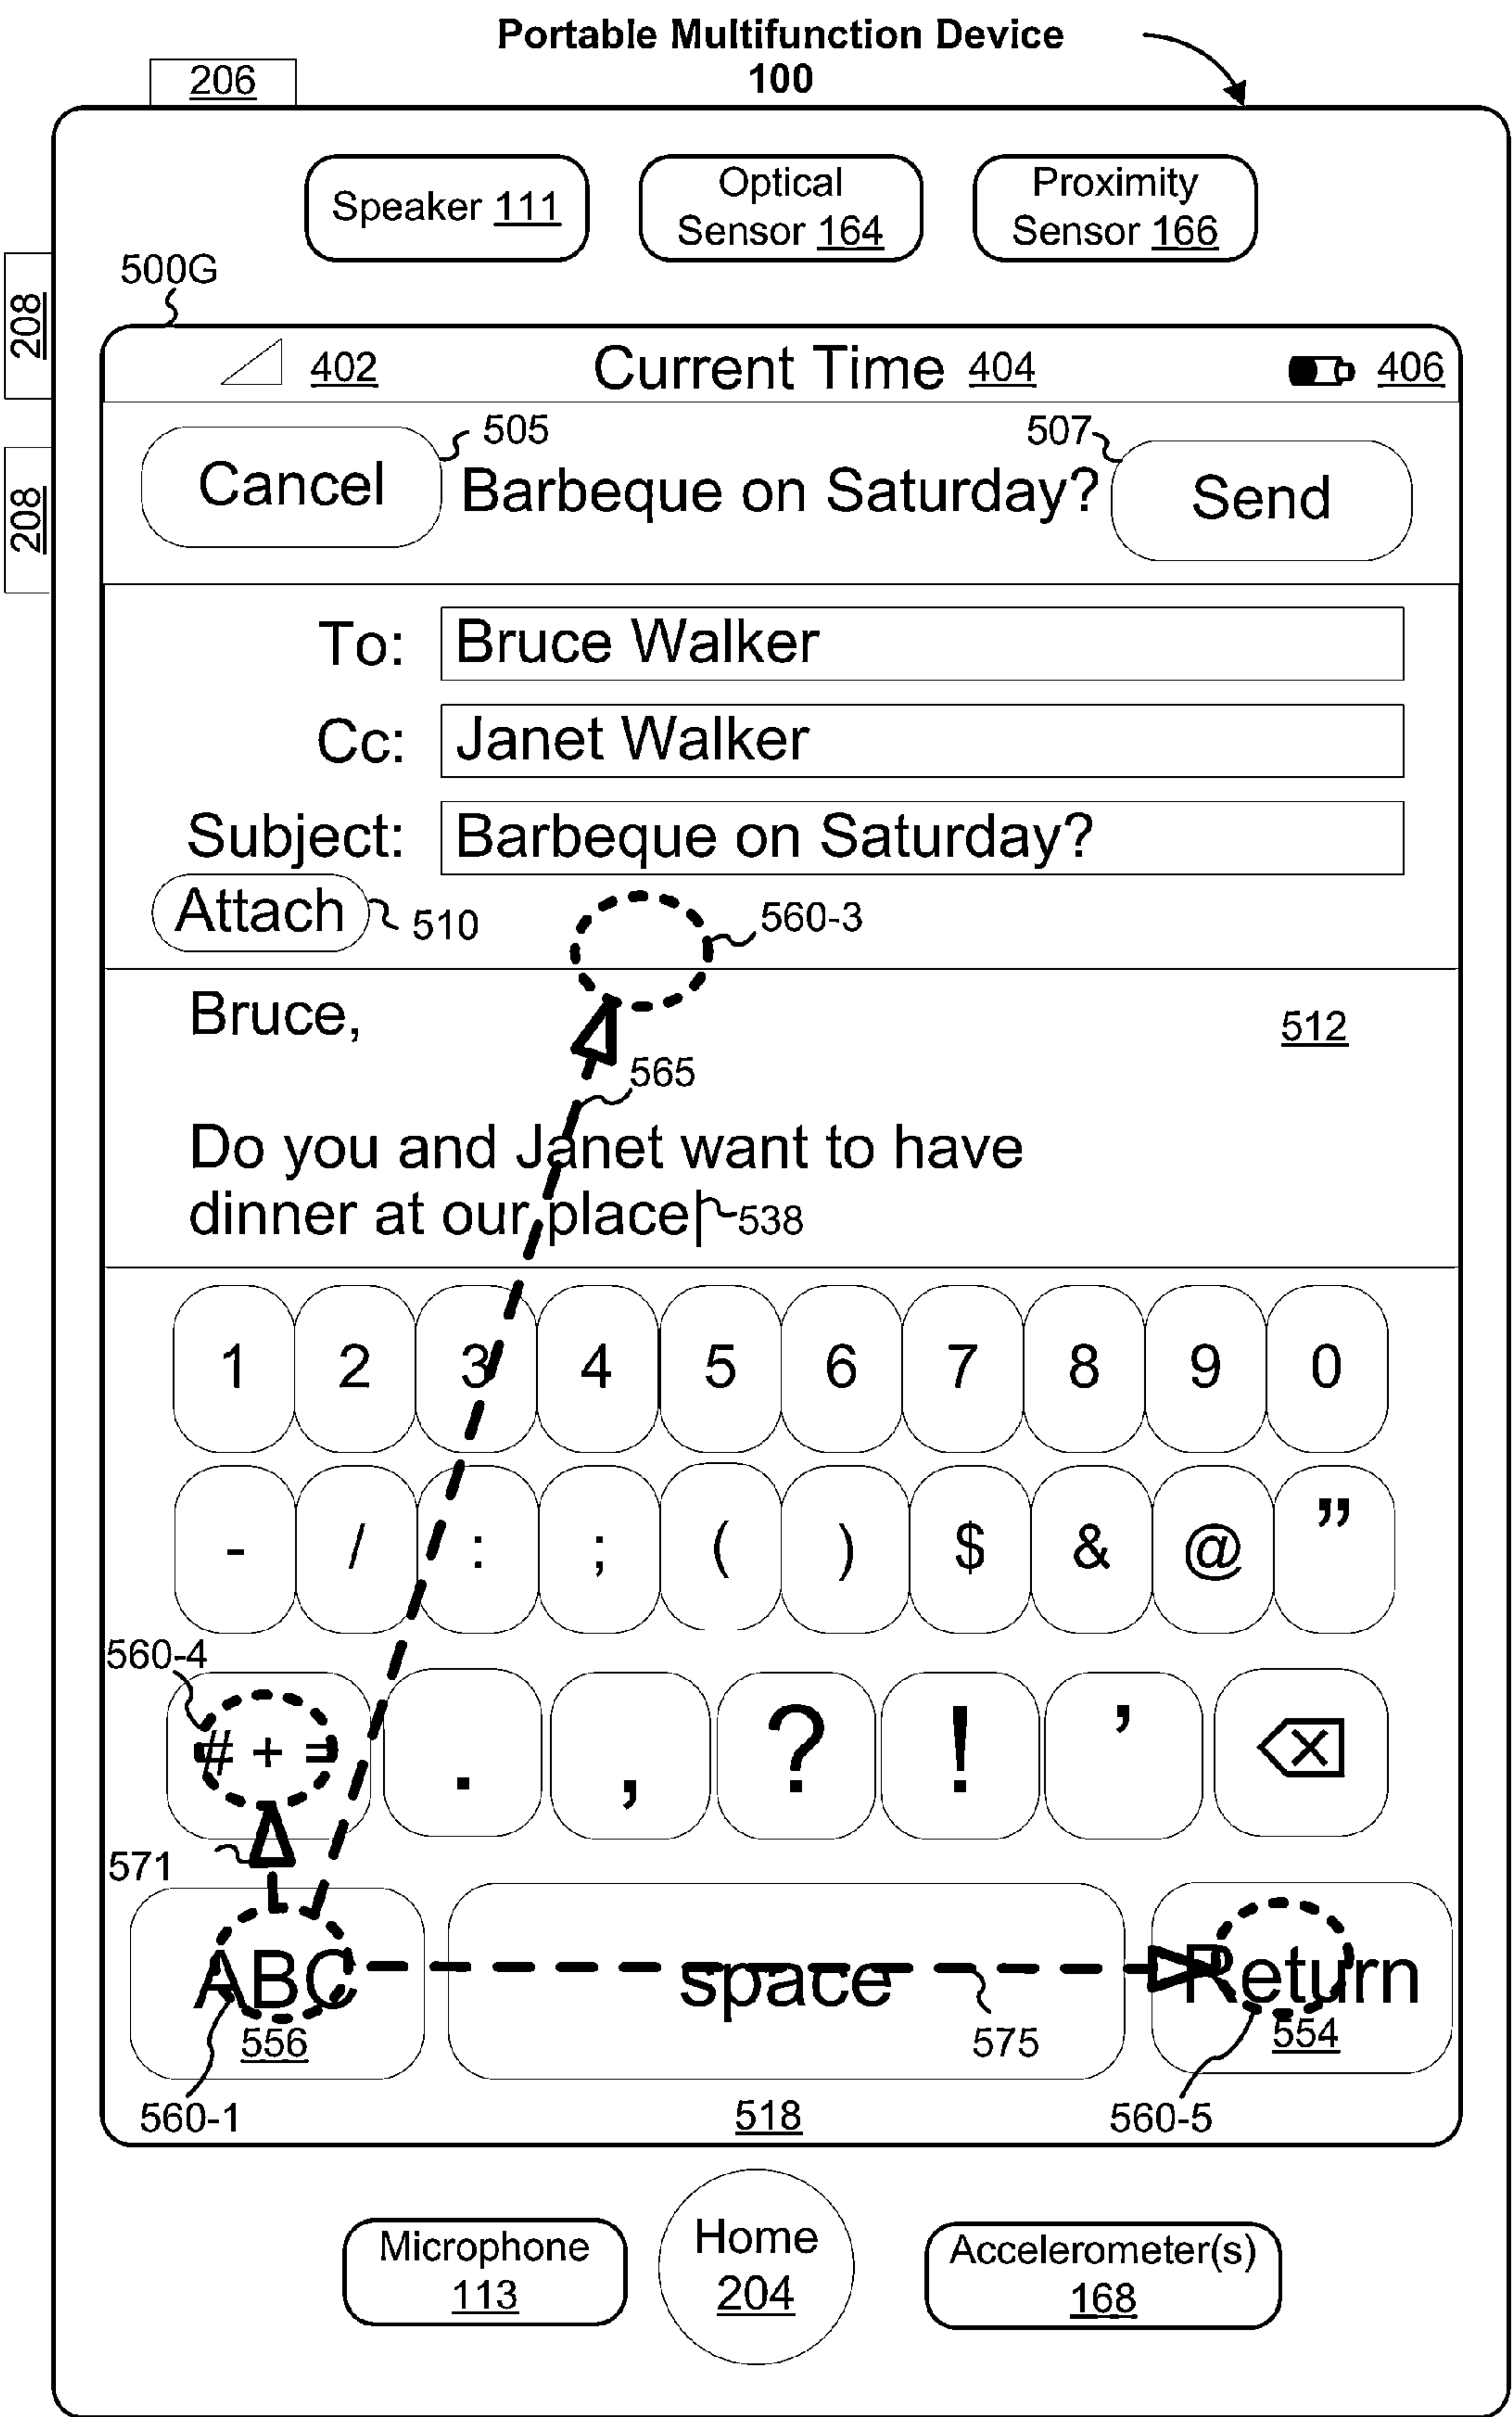 Portable Multifunction Device
100
206
Speaker 111
Optical
Sensor 164
Proximity
Sensor 166
208
208
500G
402
Current Time 404
406
505
507
Cancel
Barbeque on Saturday?
Send
To: Bruce Walker
Cc: Janet Walker
Subject: Barbeque on Saturday?
Attach 510
560-3
Bruce,
512
565
Do you and Janet want to have
dinner at our place 538
1 2 3 4 5 6 7 8 9 0
- / : ; ( ) $ & @ ”
560-4
# + = . , ? ! ’
571
ABC space Return
556 575 554
560-1 518 560-5
Microphone
113
Home
204
Accelerometer(s)
168